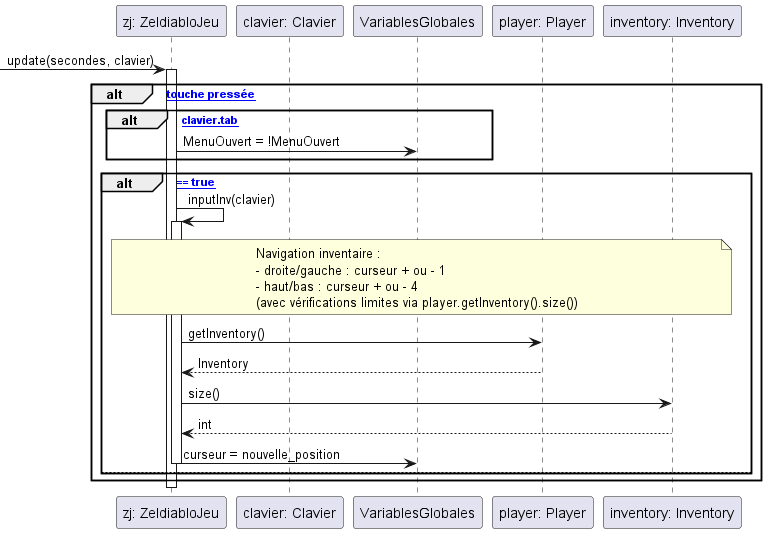 zj: ZeldiabloJeu
clavier: Clavier
VariablesGlobales
player: Player
inventory: Inventory
update(secondes, clavier)
alt touche pressée
alt clavier.tab
MenuOuvert = !MenuOuvert
alt == true
inputInv(clavier)
Navigation inventaire :
- droite/gauche : curseur + ou - 1
- haut/bas : curseur + ou - 4
(avec vérifications limites via player.getInventory().size())
getInventory()
Inventory
size()
int
curseur = nouvelle_position
zj: ZeldiabloJeu
clavier: Clavier
VariablesGlobales
player: Player
inventory: Inventory